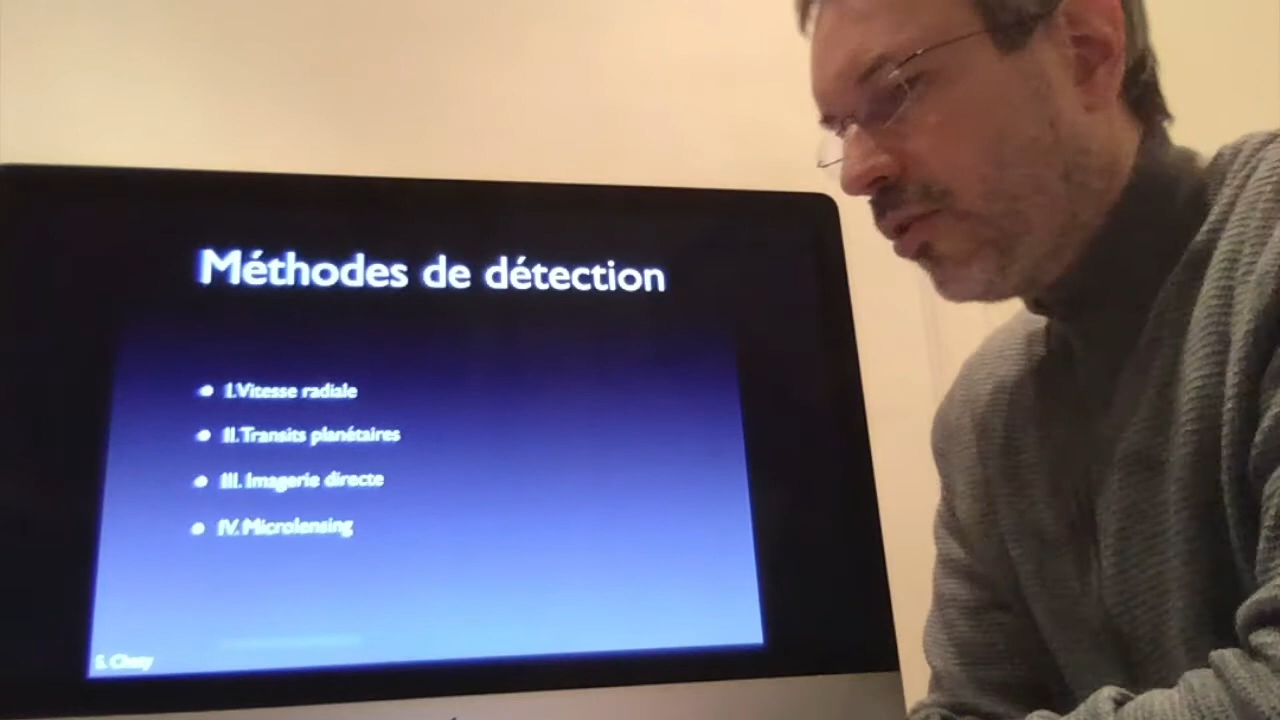 Méthodes de détection
• I. Vitesse radiale
• II. Transits planétaires
• III. Imagerie directe
• IV. Microlensing
S.